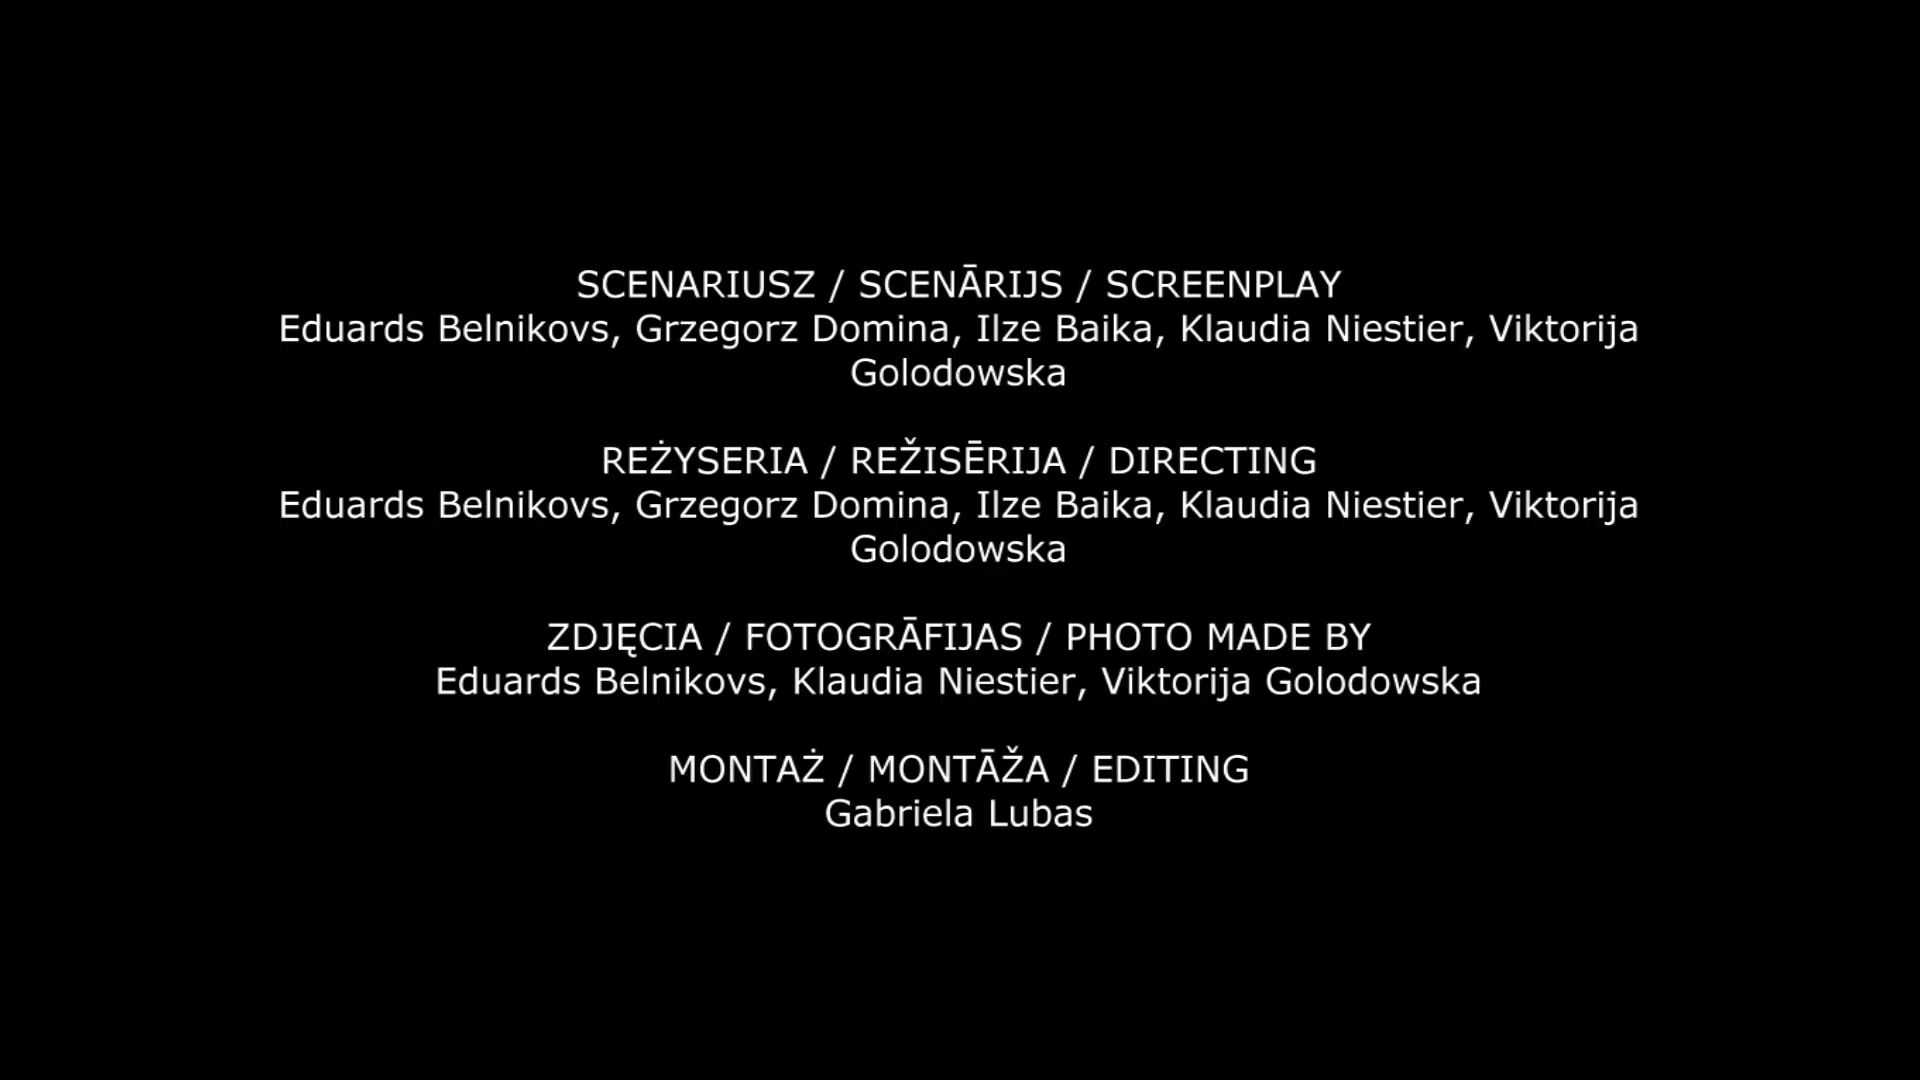 SCENARIUSZ / SCENĀRIJS / SCREENPLAY
Eduards Belnikovs, Grzegorz Domina, Ilze Baika, Klaudia Niestier, Viktorija
Golodowska
REŻYSERIA / REŽISĒRIJA / DIRECTING
Eduards Belnikovs, Grzegorz Domina, Ilze Baika, Klaudia Niestier, Viktorija
Golodowska
ZDJĘCIA / FOTOGRĀFIJAS / PHOTO MADE BY
Eduards Belnikovs, Klaudia Niestier, Viktorija Golodowska
MONTAŻ / MONTĀŽA / EDITING
Gabriela Lubas